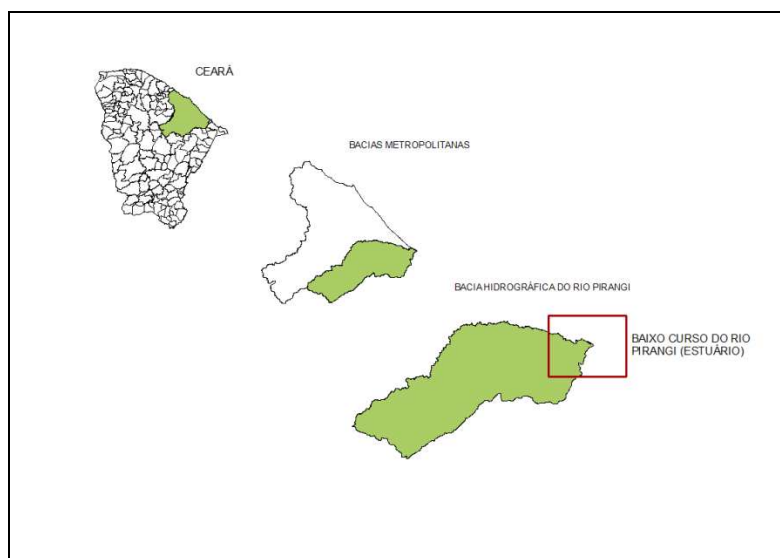 CEARÁ
BACIAS METROPOLITANAS
BACIA HIDROGRÁFICA DO RIO PIRANGI
BAIXO CURSO DO RIO
PIRANGI (ESTUÁRIO)